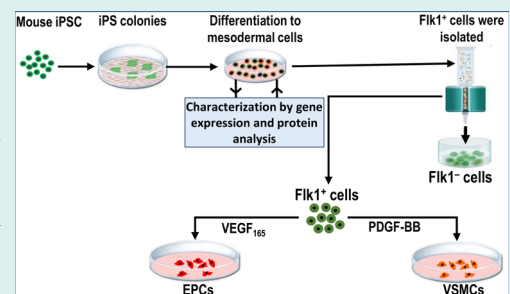 Mouse iPSC
iPS colonies
Differentiation to
mesodermal cells
Flk1⁺ cells were
isolated
Characterization by gene
expression and protein
analysis
Flk1⁻ cells
Flk1⁺ cells
VEGF₁₆₅
PDGF-BB
EPCs
VSMCs